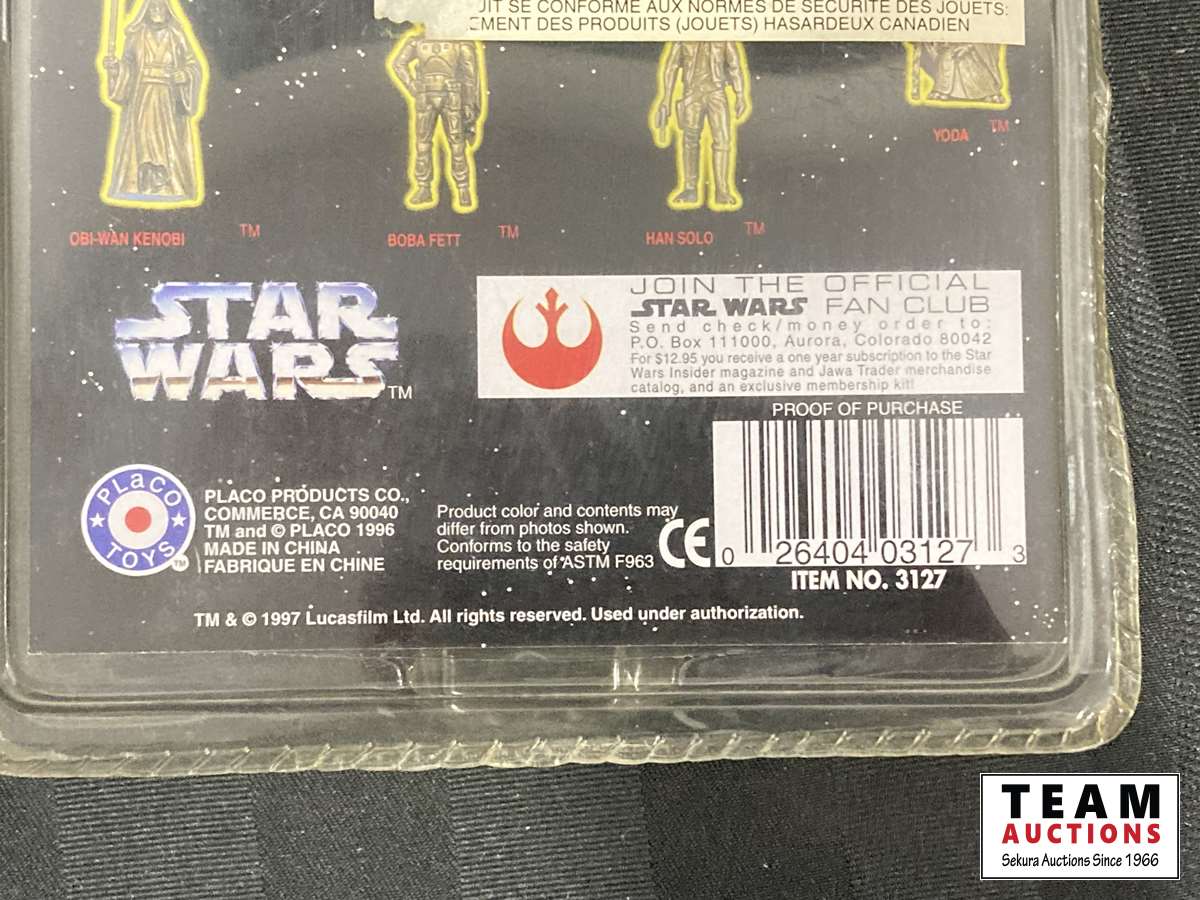 UIT SE CONFORME AUX NORMES DE SECURITE DES JOUETS:
EMENT DES PRODUITS (JOUETS) HASARDEUX CANADIEN
YODA TM
OBI-WAN KENOBI TM
BOBA FETT TM
HAN SOLO TM
STAR
WARS TM
JOIN THE OFFICIAL
STAR WARS FAN CLUB
Send check/money order to:
P.O. Box 111000, Aurora, Colorado 80042
For $12.95 you receive a one year subscription to the Star
Wars Insider magazine and Jawa Trader merchandise
catalog, and an exclusive membership kit!
PROOF OF PURCHASE
0 26404 03127 3
ITEM NO. 3127
PLACO
TOYS TM
PLACO PRODUCTS CO.,
COMMERCE, CA 90040
TM and © PLACO 1996
MADE IN CHINA
FABRIQUE EN CHINE
Product color and contents may
differ from photos shown.
Conforms to the safety
requirements of ASTM F963
CE
TM & © 1997 Lucasfilm Ltd. All rights reserved. Used under authorization.
TEAM
AUCTIONS
Sekura Auctions Since 1966